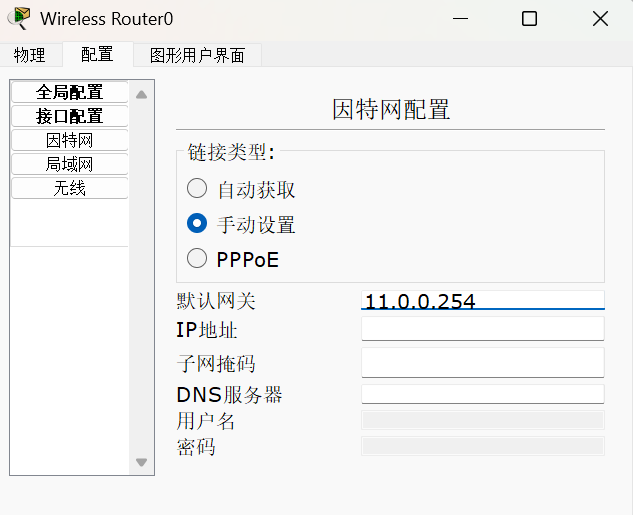 Wireless Router0
物理 配置 图形用户界面
全局配置
接口配置
因特网
局域网
无线
因特网配置
链接类型:
自动获取
手动设置
PPPoE
默认网关 11.0.0.254
IP地址
子网掩码
DNS服务器
用户名
密码